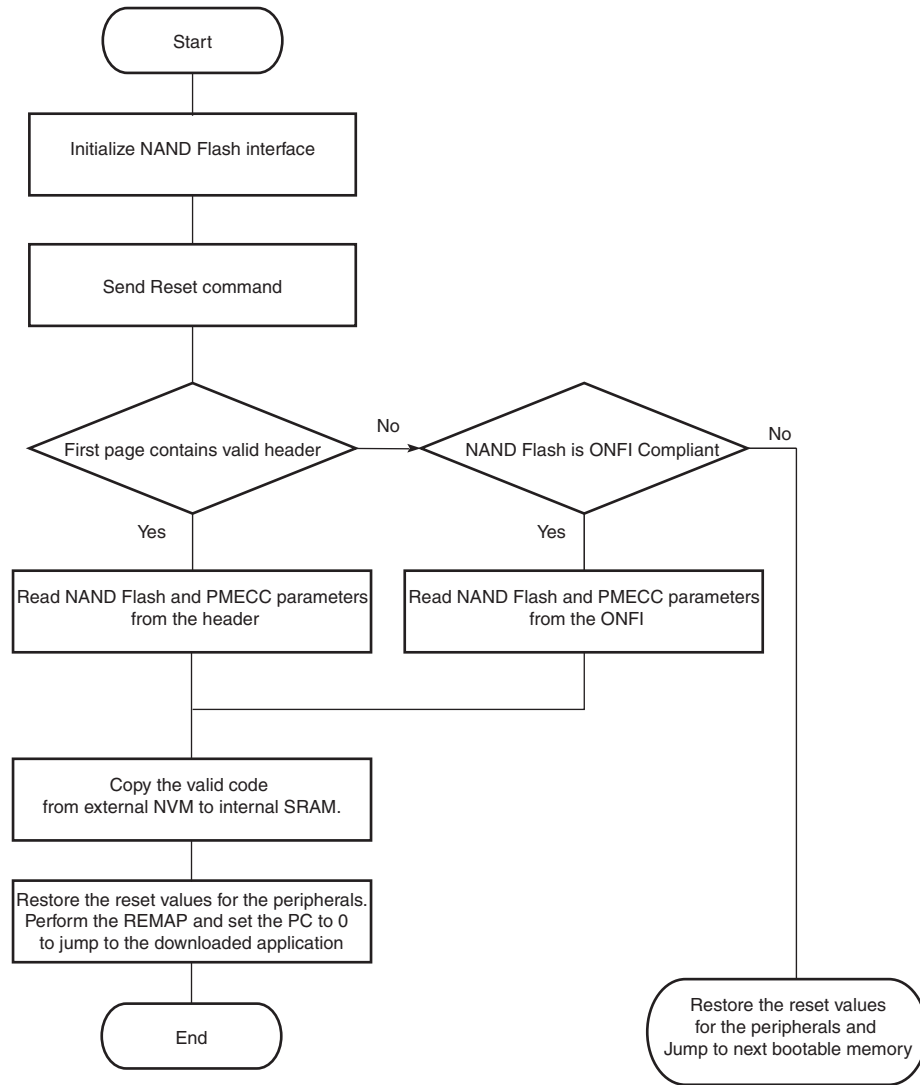 Start
Initialize NAND Flash interface
Send Reset command
First page contains valid header
No
NAND Flash is ONFI Compliant
No
Yes
Yes
Read NAND Flash and PMECC parameters
from the header
Read NAND Flash and PMECC parameters
from the ONFI
Copy the valid code
from external NVM to internal SRAM.
Restore the reset values for the peripherals.
Perform the REMAP and set the PC to 0
to jump to the downloaded application
End
Restore the reset values
for the peripherals and
Jump to next bootable memory